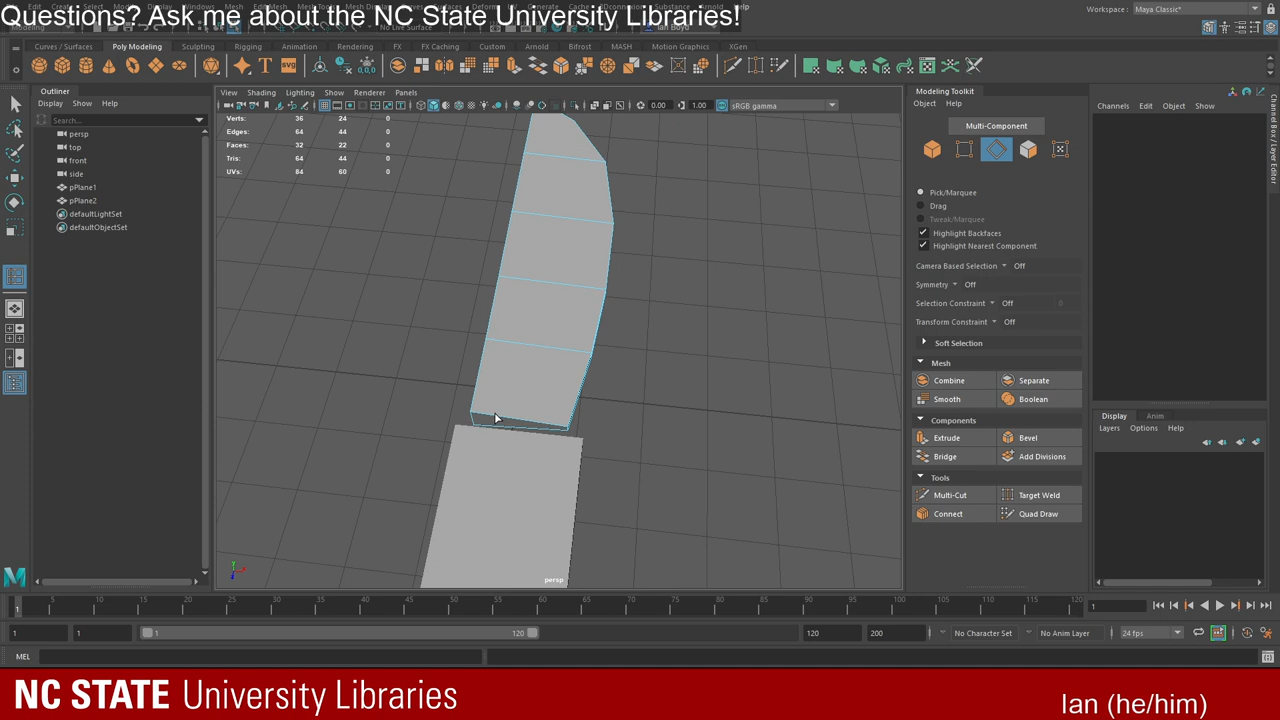 Questions? Ask me about the NC State University Libraries!
Workspace : Maya Classic*
Curves / Surfaces Poly Modeling Sculpting Rigging Animation Rendering FX FX Caching Custom Arnold Bifrost MASH Motion Graphics XGen
Outliner
Display Show Help
Search...
persp
top
front
side
pPlane1
pPlane2
defaultLightSet
defaultObjectSet
View Shading Lighting Show Renderer Panels
0.00 1.00 sRGB gamma
Verts: 36 24 0
Edges: 64 44 0
Faces: 32 22 0
Tris: 64 44 0
UVs: 84 60 0
persp
Modeling Toolkit
Object Help
Multi-Component
Pick/Marquee
Drag
Tweak/Marquee
Highlight Backfaces
Highlight Nearest Component
Camera Based Selection Off
Symmetry Off
Selection Constraint Off 0
Transform Constraint Off
Soft Selection
Mesh
Combine Separate
Smooth Boolean
Components
Extrude Bevel
Bridge Add Divisions
Tools
Multi-Cut Target Weld
Connect Quad Draw
Channels Edit Object Show
Channel Box / Layer Editor
Display Anim
Layers Options Help
1 5 10 15 20 25 30 35 40 45 50 55 60 65 70 75 80 85 90 95 100 105 110 115 120
1
1 1 1 120 120 200 No Character Set No Anim Layer 24 fps
MEL
NC STATE University Libraries
Ian (he/him)